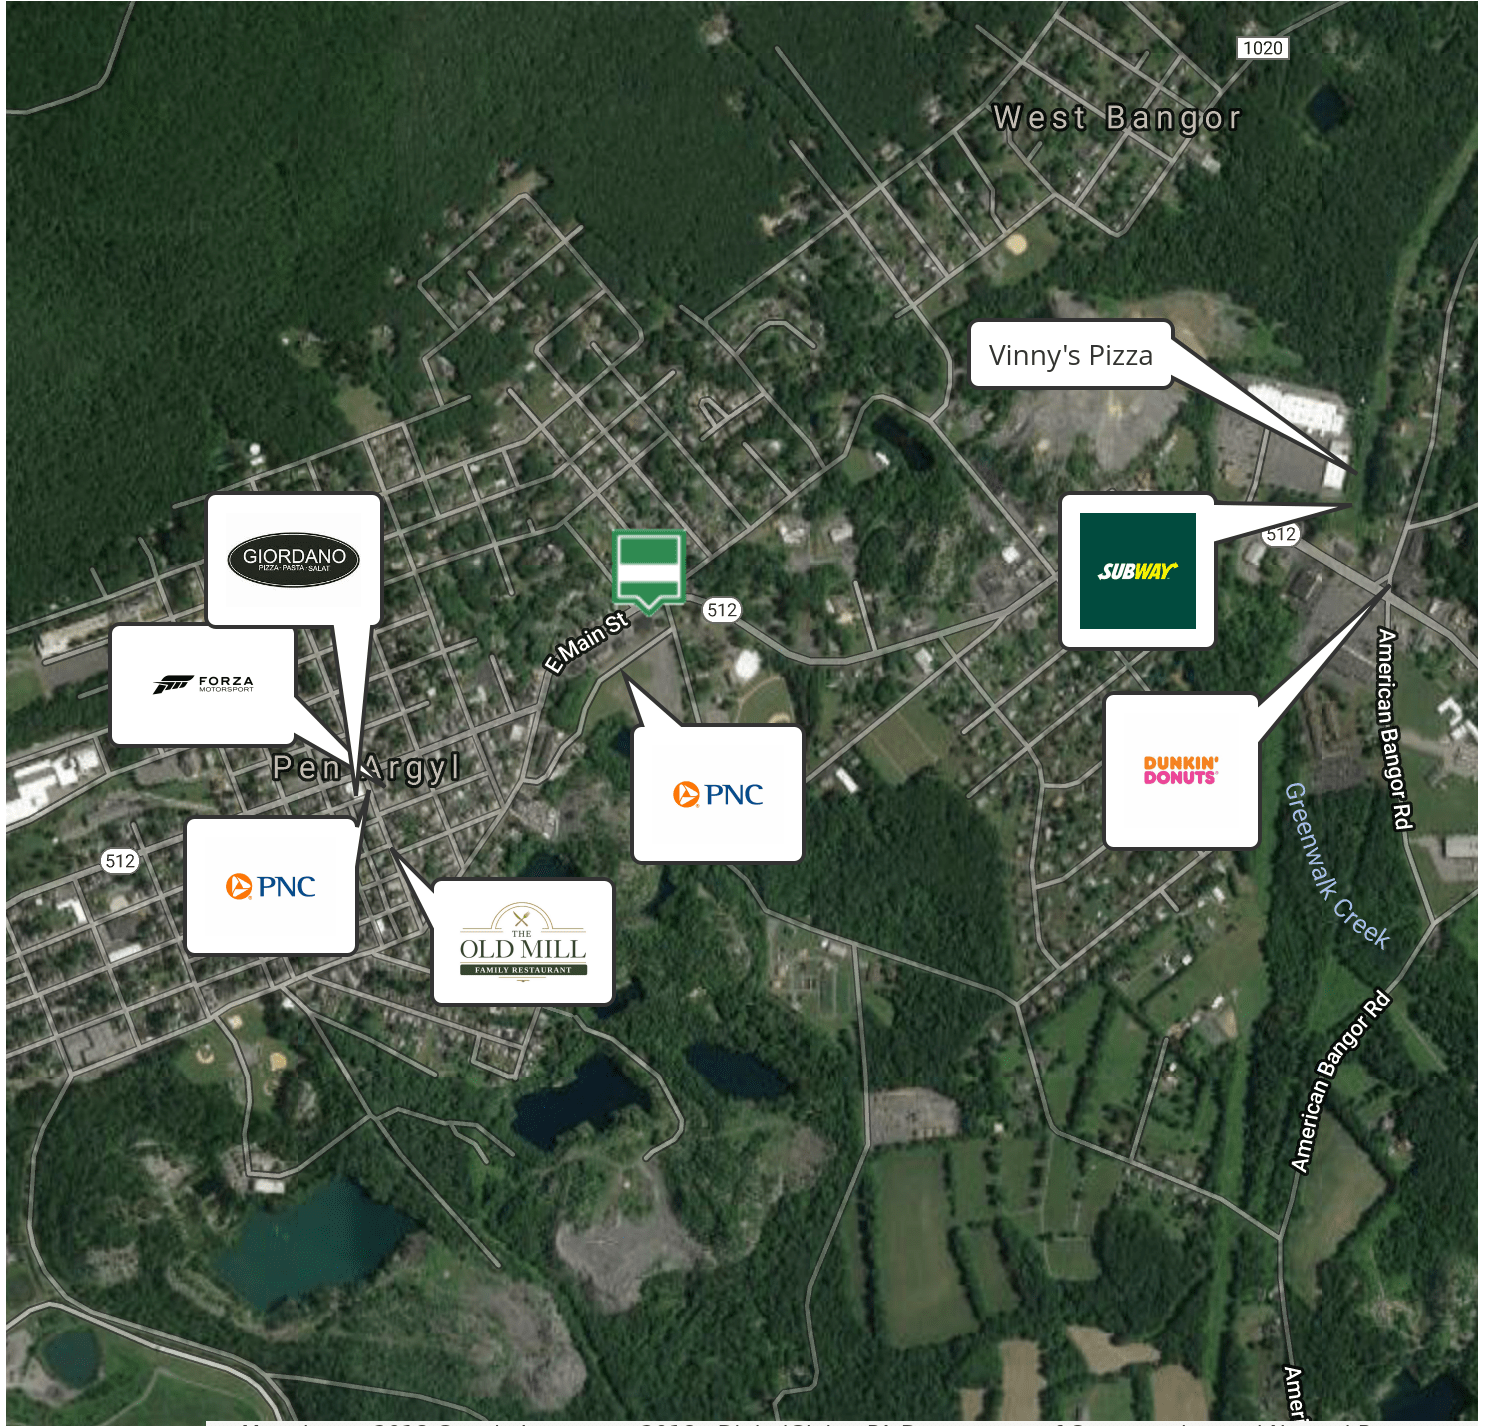 1020
West Bangor
Vinny's Pizza
GIORDANO
PIZZA·PASTA·SALAT
SUBWAY
512
512
E Main St
FORZA
MOTORSPORT
American Bangor Rd
Pen Argyl
PNC
DUNKIN'
DONUTS
Greenwalk Creek
512
PNC
THE
OLD MILL
FAMILY RESTAURANT
American Bangor Rd
Ameri